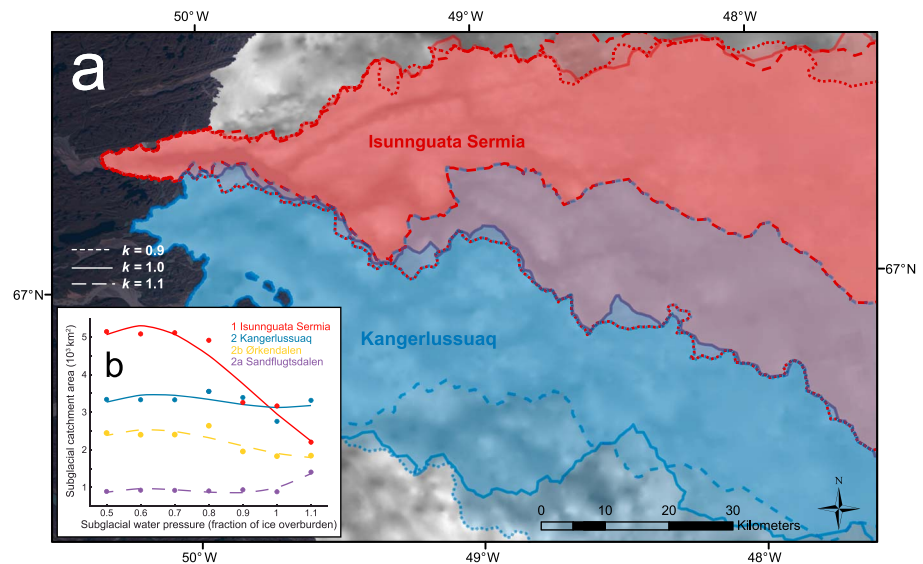 50°W 49°W 48°W
a
Isunnguata Sermia
k = 0.9
k = 1.0
k = 1.1
67°N
67°N
Kangerlussuaq
b
1 Isunnguata Sermia
2 Kangerlussuaq
2b Ørkendalen
2a Sandflugtsdalen
Subglacial catchment area (10³ km²)
5
4
3
2
1
0.5 0.6 0.7 0.8 0.9 1.0 1.1
Subglacial water pressure (fraction of ice overburden)
N
0 10 20 30
Kilometers
50°W 49°W 48°W